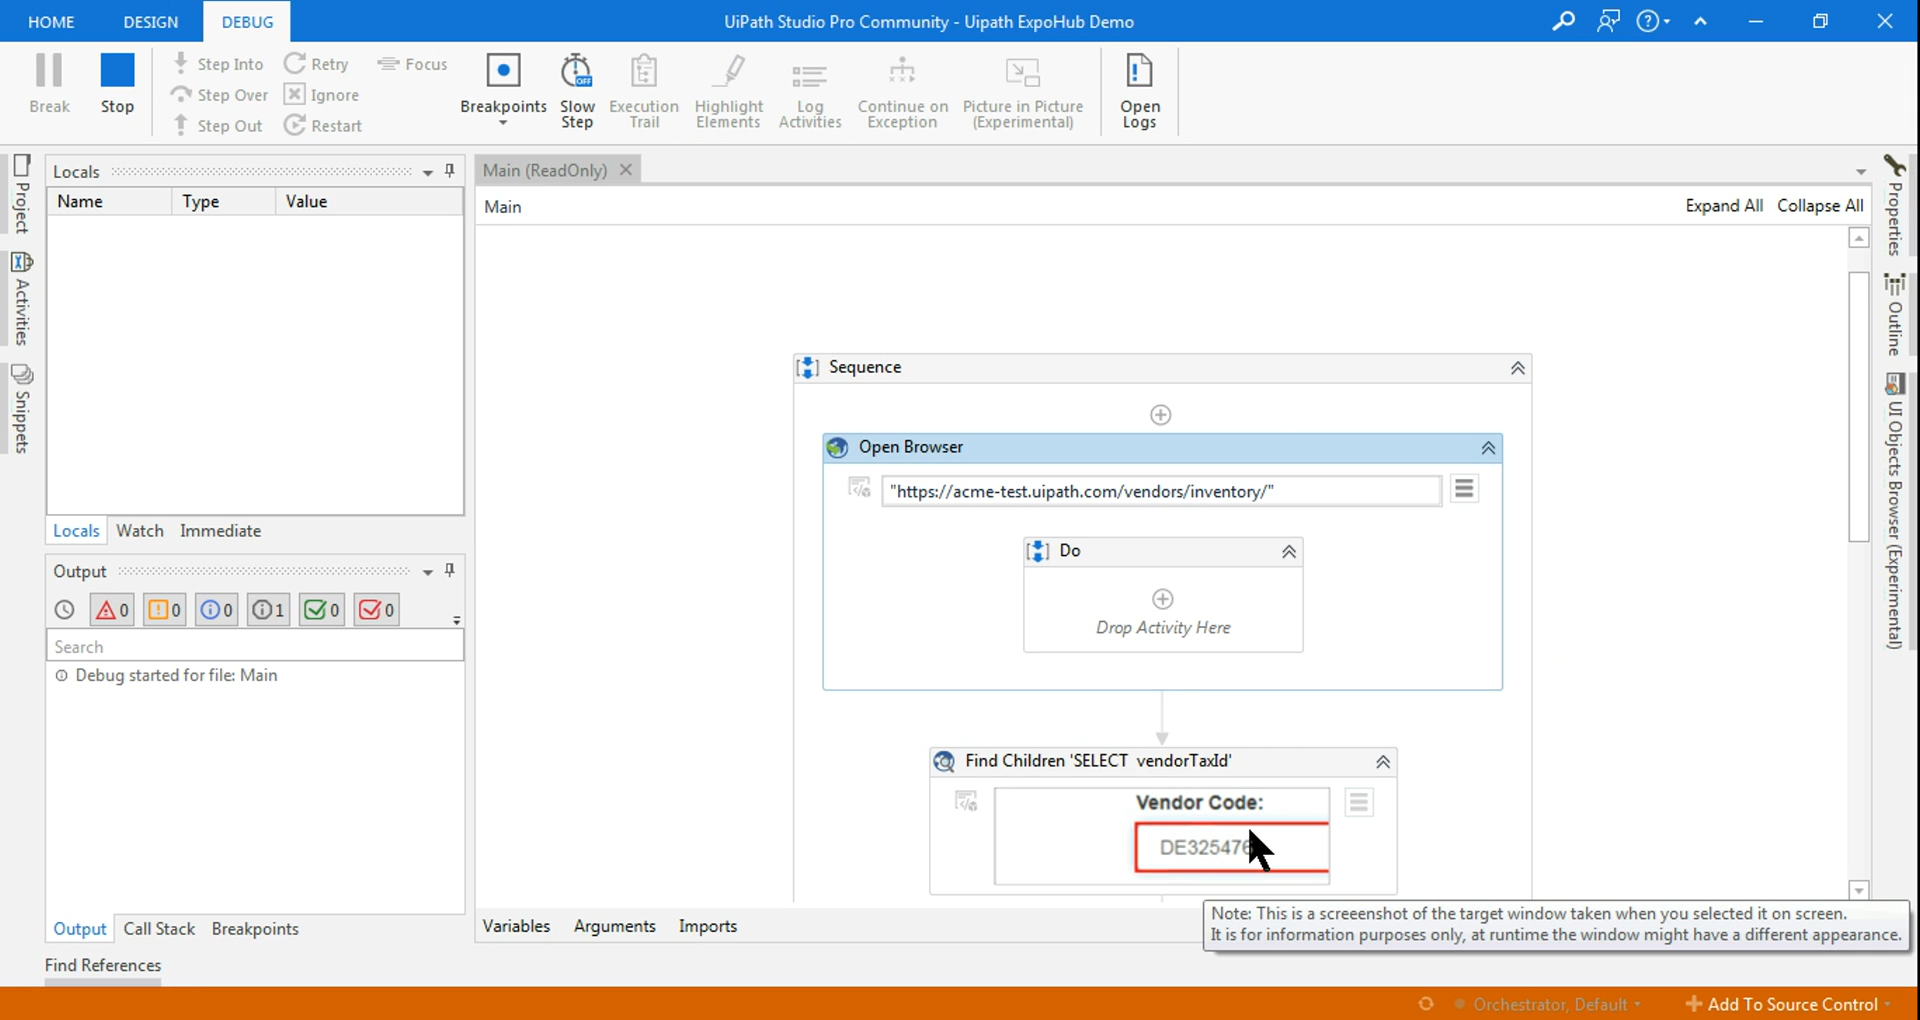 HOME DESIGN DEBUG UiPath Studio Pro Community - Uipath ExpoHub Demo
Break
Stop
Step Into
Step Over
Step Out
Retry
Ignore
Restart
Focus
Breakpoints
Slow
Step
OFF
Execution
Trail
Highlight
Elements
Log
Activities
Continue on
Exception
Picture in Picture
(Experimental)
Open
Logs
Project
Activities
Snippets
Locals
Name Type Value
Locals Watch Immediate
Output
0 0 0 1 0 0
Search
Debug started for file: Main
Output Call Stack Breakpoints
Find References
Main (ReadOnly)
Main Expand All Collapse All
Sequence
Open Browser
"https://acme-test.uipath.com/vendors/inventory/"
Do
Drop Activity Here
Find Children 'SELECT vendorTaxId'
Vendor Code:
DE325476
Variables Arguments Imports
Note: This is a screeenshot of the target window taken when you selected it on screen.
It is for information purposes only, at runtime the window might have a different appearance.
Properties
Outline
UI Objects Browser (Experimental)
Orchestrator, Default Add To Source Control